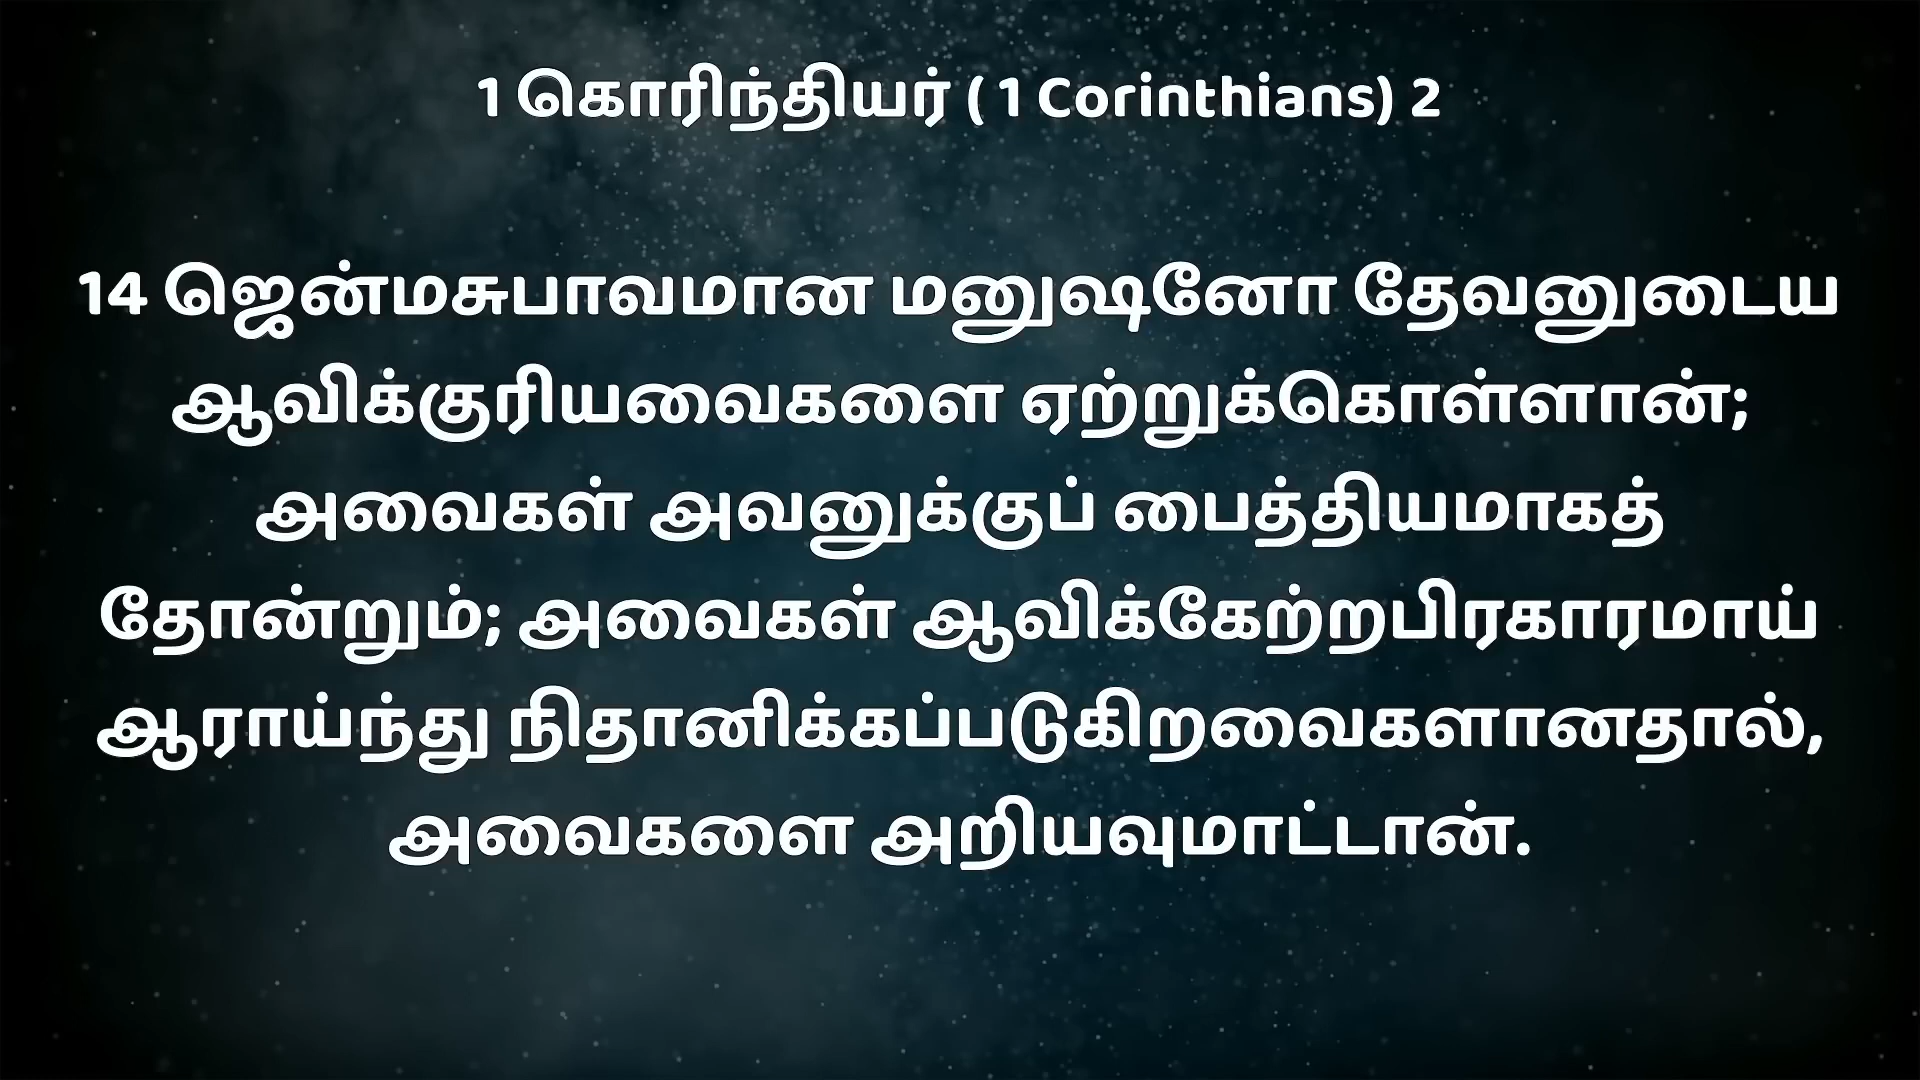 1 கொரிந்தியர் ( 1 Corinthians) 2
14 ஜென்மசுபாவமான மனுஷனோ தேவனுடைய
ஆவிக்குரியவைகளை ஏற்றுக்கொள்ளான்;
அவைகள் அவனுக்குப் பைத்தியமாகத்
தோன்றும்; அவைகள் ஆவிக்கேற்றபிரகாரமாய்
ஆராய்ந்து நிதானிக்கப்படுகிறவைகளானதால்,
அவைகளை அறியவுமாட்டான்.